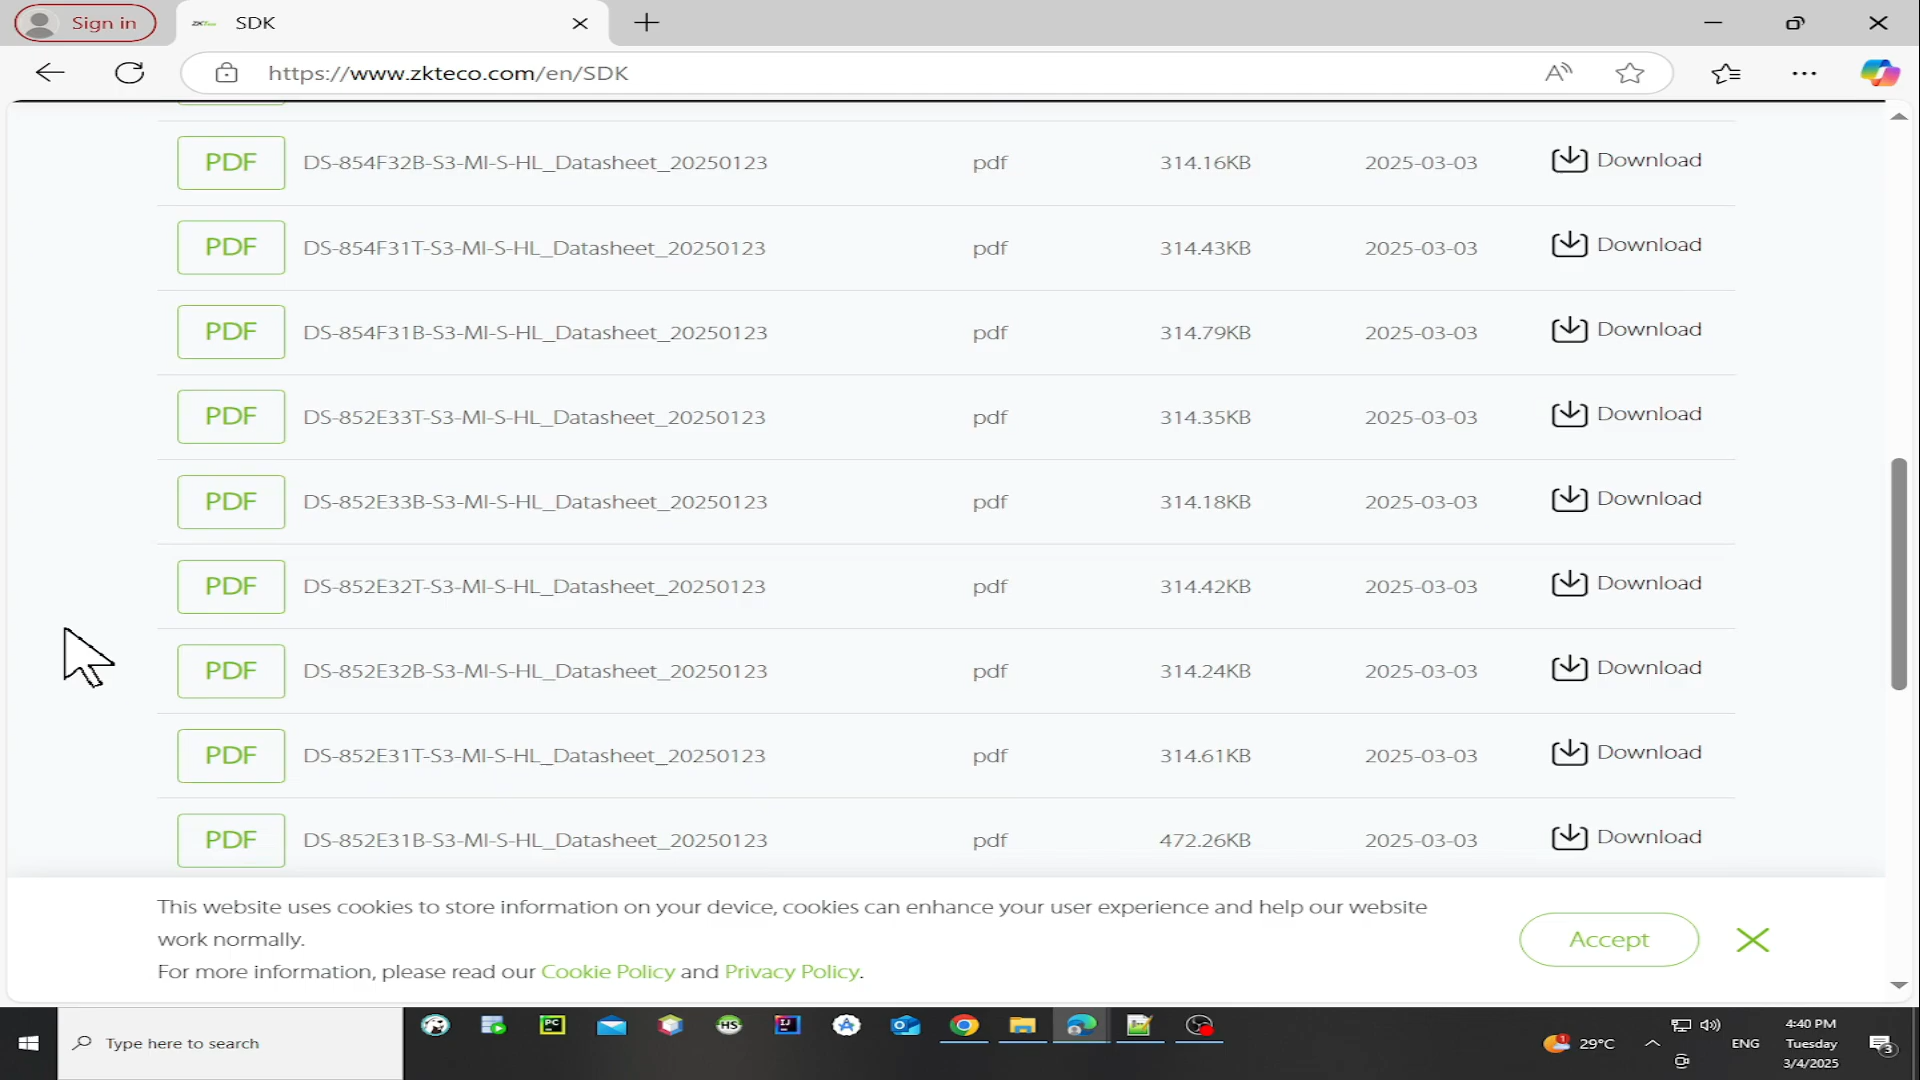 Sign in
ZKTeco
SDK
https://www.zkteco.com/en/SDK
PDF DS-854F32B-S3-MI-S-HL_Datasheet_20250123 pdf 314.16KB 2025-03-03 Download
PDF DS-854F31T-S3-MI-S-HL_Datasheet_20250123 pdf 314.43KB 2025-03-03 Download
PDF DS-854F31B-S3-MI-S-HL_Datasheet_20250123 pdf 314.79KB 2025-03-03 Download
PDF DS-852E33T-S3-MI-S-HL_Datasheet_20250123 pdf 314.35KB 2025-03-03 Download
PDF DS-852E33B-S3-MI-S-HL_Datasheet_20250123 pdf 314.18KB 2025-03-03 Download
PDF DS-852E32T-S3-MI-S-HL_Datasheet_20250123 pdf 314.42KB 2025-03-03 Download
PDF DS-852E32B-S3-MI-S-HL_Datasheet_20250123 pdf 314.24KB 2025-03-03 Download
PDF DS-852E31T-S3-MI-S-HL_Datasheet_20250123 pdf 314.61KB 2025-03-03 Download
PDF DS-852E31B-S3-MI-S-HL_Datasheet_20250123 pdf 472.26KB 2025-03-03 Download
This website uses cookies to store information on your device, cookies can enhance your user experience and help our website
work normally.
For more information, please read our Cookie Policy and Privacy Policy.
Accept
Type here to search
PC
HS
IJ
1
29°C
ENG
4:40 PM
Tuesday
3/4/2025
3